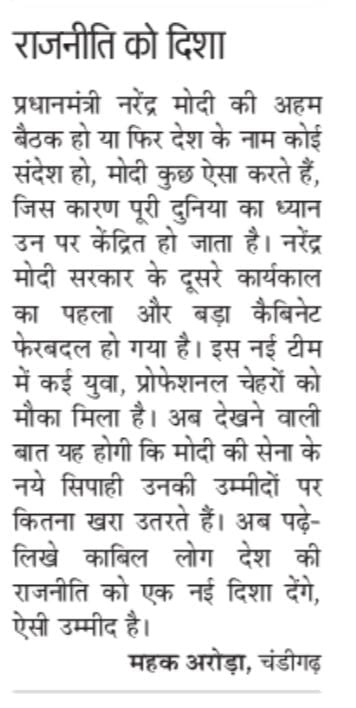 राजनीति को दिशा
प्रधानमंत्री नरेंद्र मोदी की अहम
बैठक हो या फिर देश के नाम कोई
संदेश हो, मोदी कुछ ऐसा करते हैं,
जिस कारण पूरी दुनिया का ध्यान
उन पर केंद्रित हो जाता है। नरेंद्र
मोदी सरकार के दूसरे कार्यकाल
का पहला और बड़ा कैबिनेट
फेरबदल हो गया है। इस नई टीम
में कई युवा, प्रोफेशनल चेहरों को
मौका मिला है। अब देखने वाली
बात यह होगी कि मोदी की सेना के
नये सिपाही उनकी उम्मीदों पर
कितना खरा उतरते हैं। अब पढ़े-
लिखे काबिल लोग देश की
राजनीति को एक नई दिशा देंगे,
ऐसी उम्मीद है।
महक अरोड़ा, चंडीगढ़